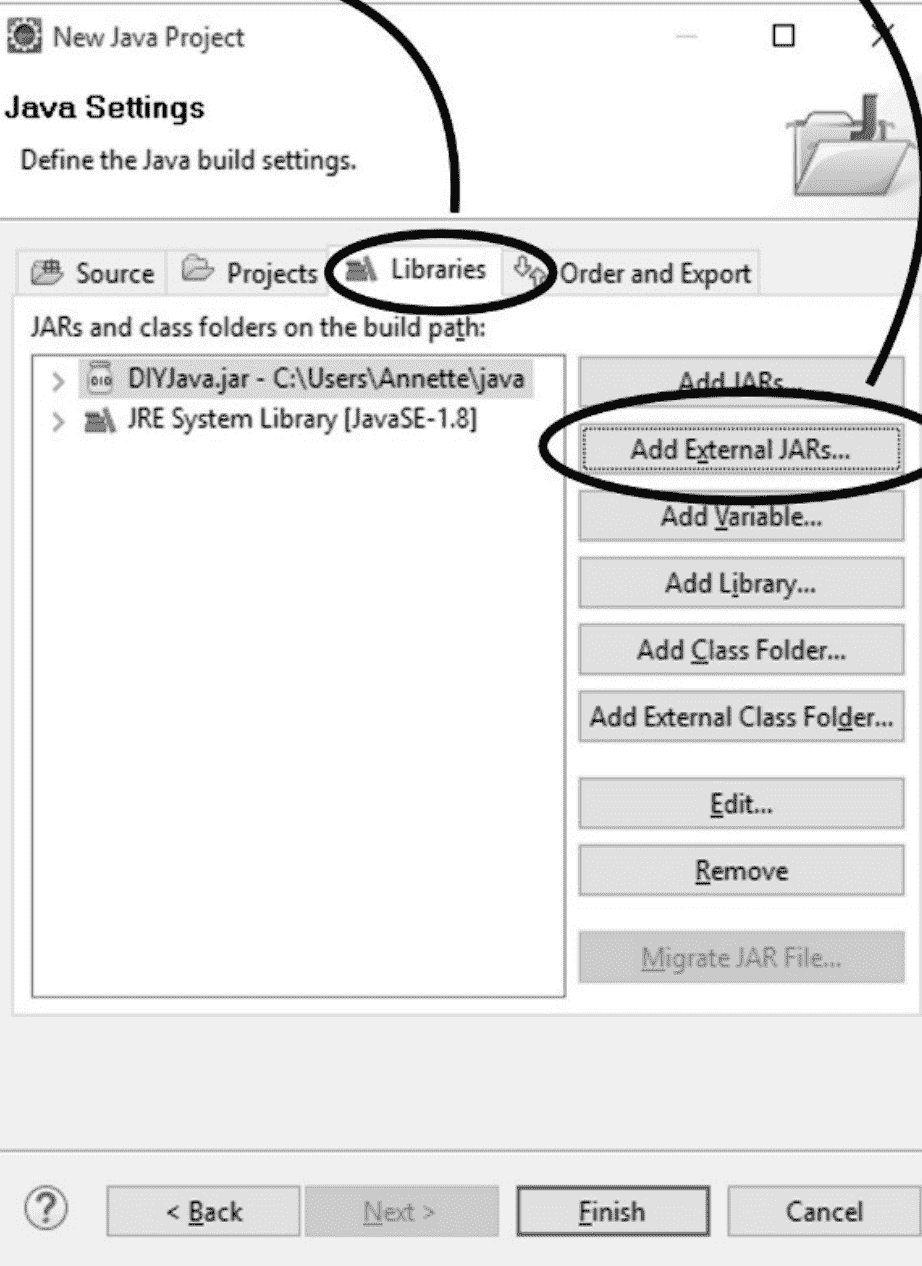 New Java Project
Java Settings
Define the Java build settings.
Source Projects Libraries Order and Export
JARs and class folders on the build path:
DIYJava.jar - C:\Users\Annette\java
JRE System Library [JavaSE-1.8]
Add JARs...
Add External JARs...
Add Variable...
Add Library...
Add Class Folder...
Add External Class Folder...
Edit...
Remove
Migrate JAR File...
? < Back Next > Finish Cancel